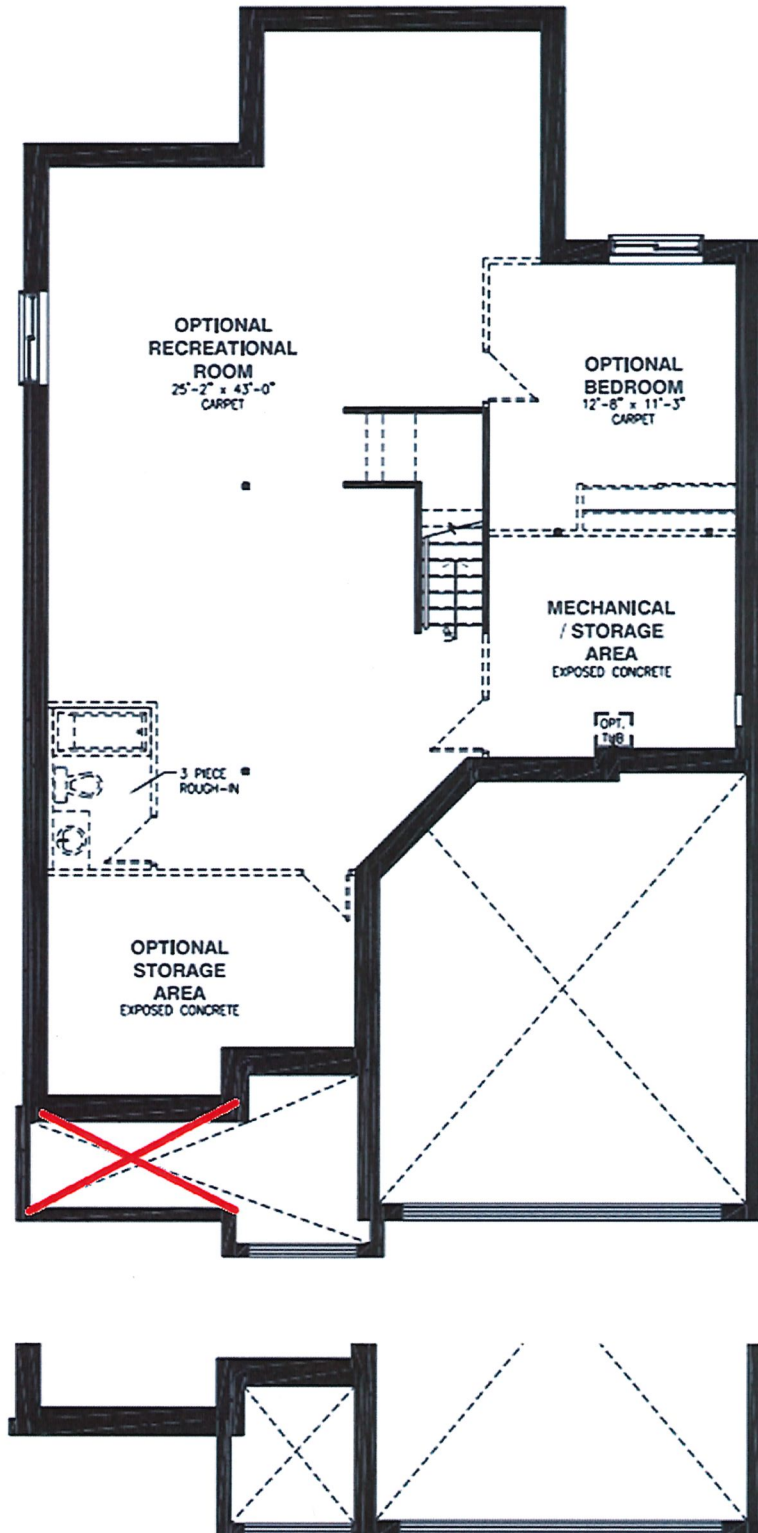 OPTIONAL
RECREATIONAL
ROOM
25'-2" x 43'-0"
CARPET
OPTIONAL
BEDROOM
12'-8" x 11'-3"
CARPET
MECHANICAL
/ STORAGE
AREA
EXPOSED CONCRETE
OPT.
TUB
3 PIECE
ROUGH-IN
OPTIONAL
STORAGE
AREA
EXPOSED CONCRETE